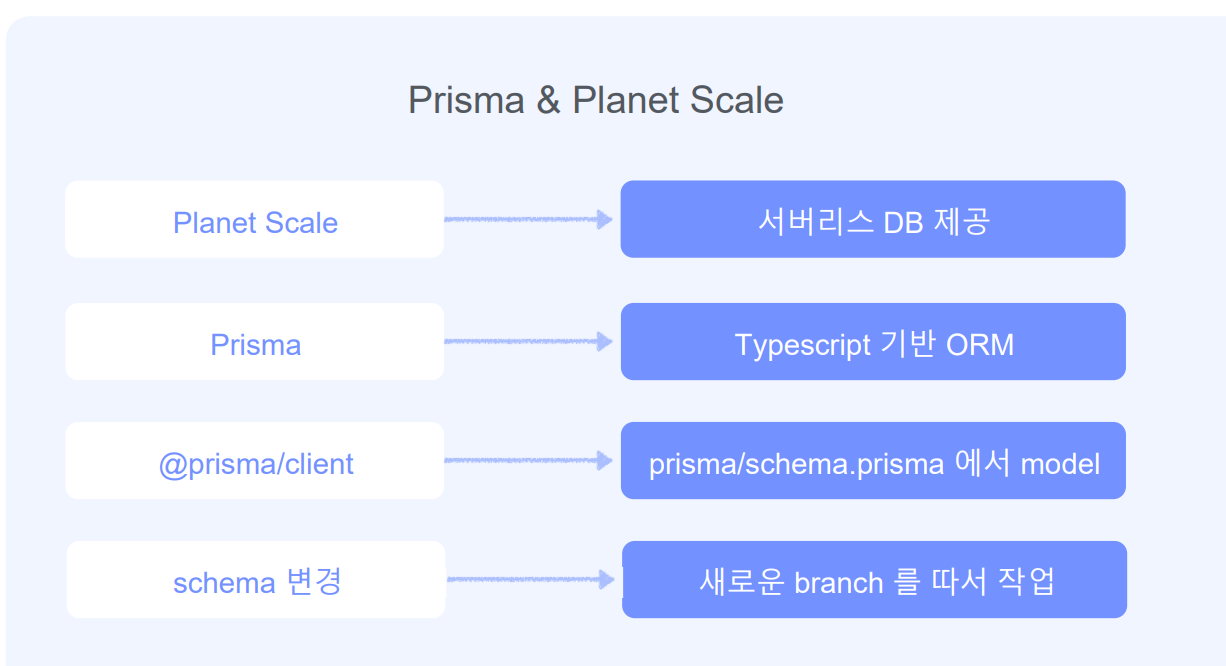 Prisma & Planet Scale
Planet Scale
서버리스 DB 제공
Prisma
Typescript 기반 ORM
@prisma/client
prisma/schema.prisma 에서 model
schema 변경
새로운 branch 를 따서 작업